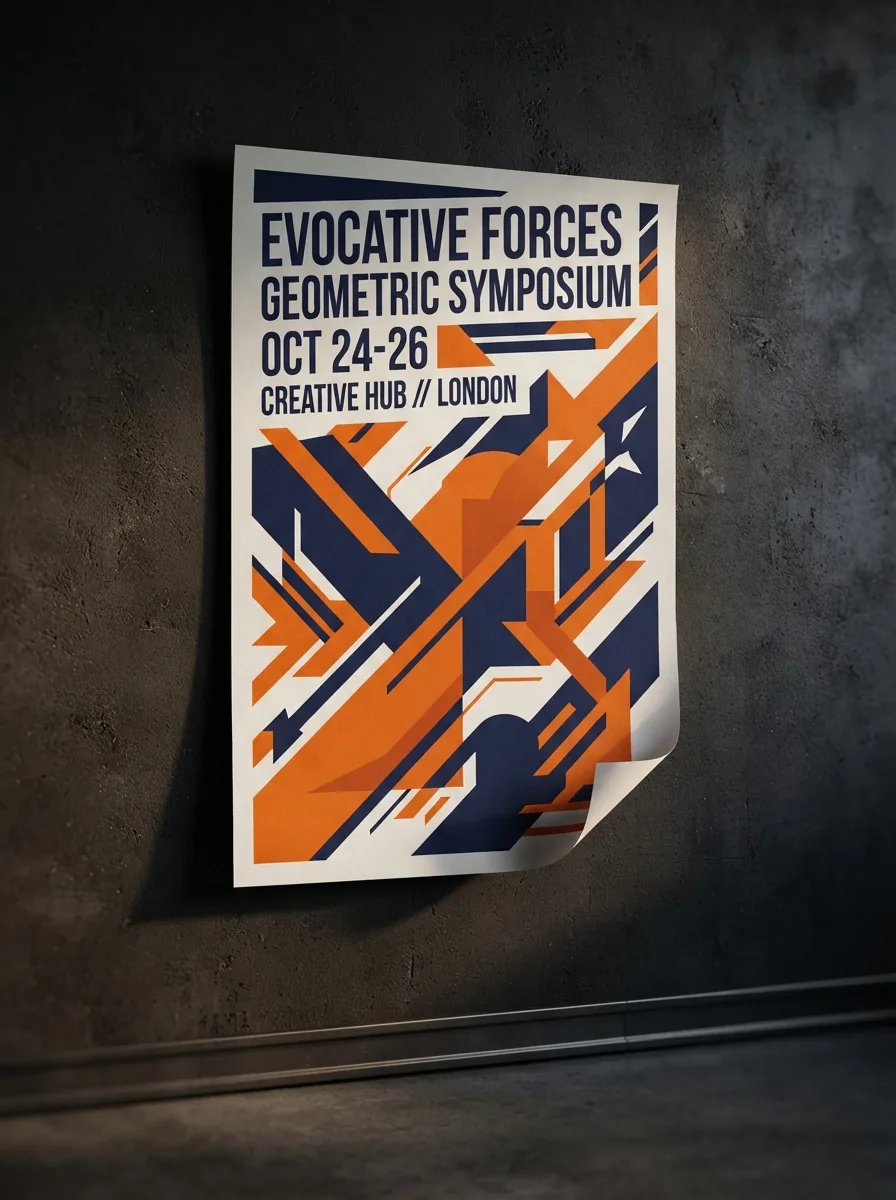 EVOCATIVE FORCES
GEOMETRIC SYMPOSIUM
OCT 24-26
CREATIVE HUB // LONDON